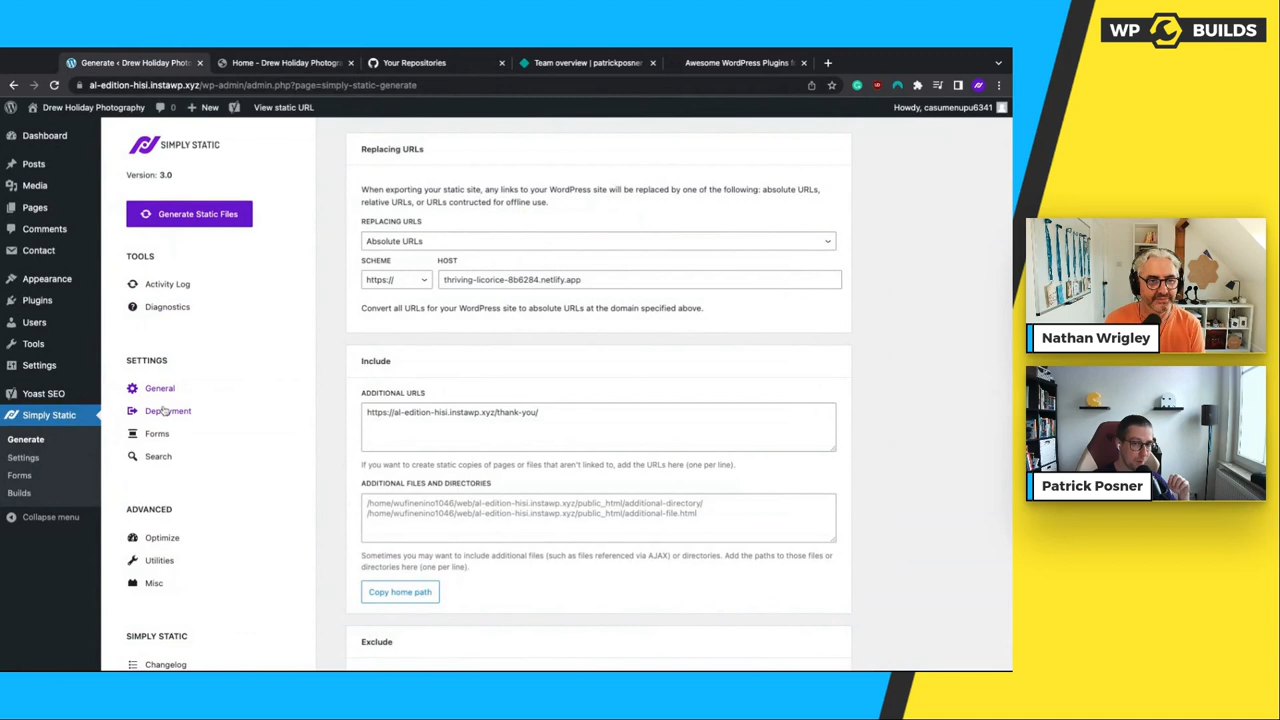 WP BUILDS
Generate ‹ Drew Holiday Phot
Home - Drew Holiday Photogra
Your Repositories
Team overview | patrickposner
Awesome WordPress Plugins f
al-edition-hisi.instawp.xyz/wp-admin/admin.php?page=simply-static-generate
Drew Holiday Photography
0
New
View static URL
Howdy, casumenupu6341
Dashboard
Posts
Media
Pages
Comments
Contact
Appearance
Plugins
Users
Tools
Settings
Yoast SEO
Simply Static
Generate
Settings
Forms
Builds
Collapse menu
SIMPLY STATIC
Version: 3.0
Generate Static Files
TOOLS
Activity Log
Diagnostics
SETTINGS
General
Deployment
Forms
Search
ADVANCED
Optimize
Utilities
Misc
SIMPLY STATIC
Changelog
Replacing URLs
When exporting your static site, any links to your WordPress site will be replaced by one of the following: absolute URLs,
relative URLs, or URLs contructed for offline use.
REPLACING URLS
Absolute URLs
SCHEME
HOST
https://
thriving-licorice-8b6284.netlify.app
Convert all URLs for your WordPress site to absolute URLs at the domain specified above.
Include
ADDITIONAL URLS
https://al-edition-hisi.instawp.xyz/thank-you/
If you want to create static copies of pages or files that aren't linked to, add the URLs here (one per line).
ADDITIONAL FILES AND DIRECTORIES
/home/wufinenino1046/web/al-edition-hisi.instawp.xyz/public_html/additional-directory/
/home/wufinenino1046/web/al-edition-hisi.instawp.xyz/public_html/additional-file.html
Sometimes you may want to include additional files (such as files referenced via AJAX) or directories. Add the paths to those files or
directories here (one per line).
Copy home path
Exclude
Nathan Wrigley
Patrick Posner